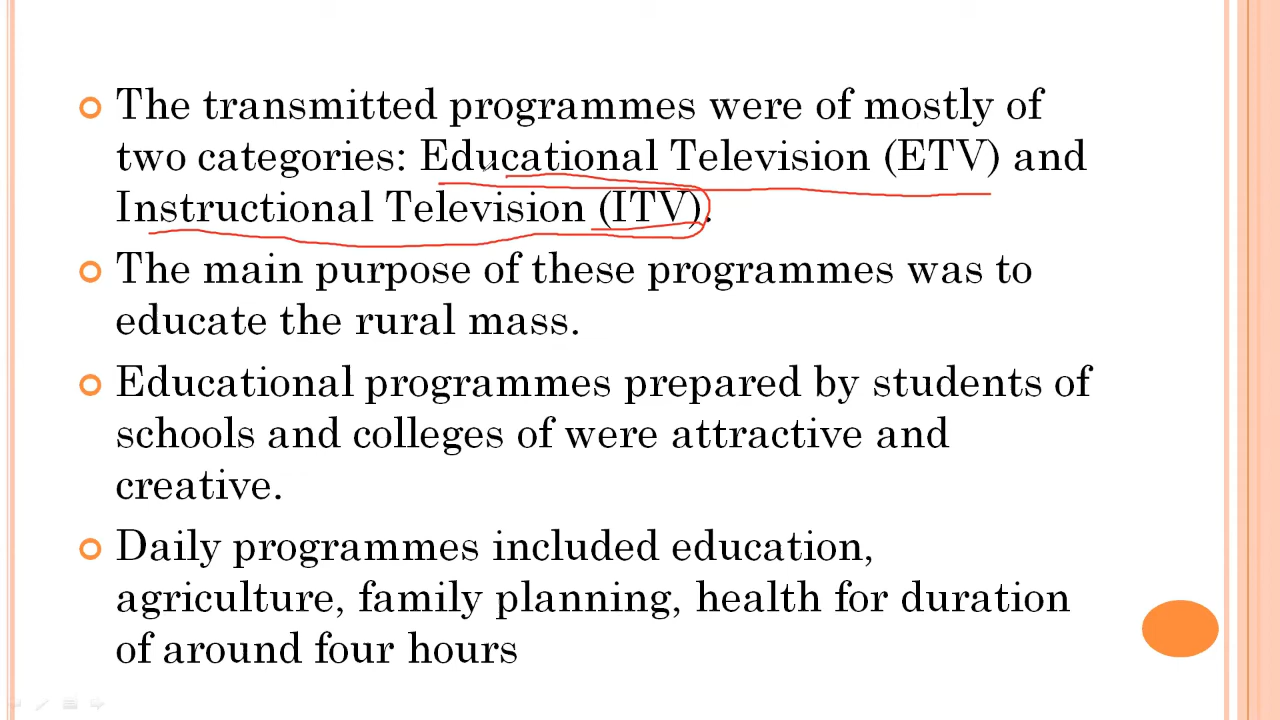 The transmitted programmes were of mostly of
two categories: Educational Television (ETV) and
Instructional Television (ITV).
The main purpose of these programmes was to
educate the rural mass.
Educational programmes prepared by students of
schools and colleges of were attractive and
creative.
Daily programmes included education,
agriculture, family planning, health for duration
of around four hours